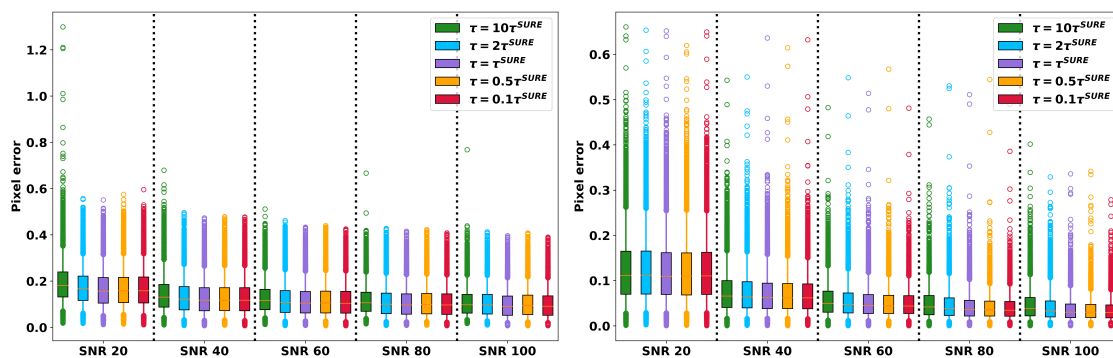 Pixel error
1.2
1.0
0.8
0.6
0.4
0.2
0.0
SNR 20
SNR 40
SNR 60
SNR 80
SNR 100
τ = 10τ^SURE
τ = 2τ^SURE
τ = τ^SURE
τ = 0.5τ^SURE
τ = 0.1τ^SURE
Pixel error
0.6
0.5
0.4
0.3
0.2
0.1
0.0
SNR 20
SNR 40
SNR 60
SNR 80
SNR 100
τ = 10τ^SURE
τ = 2τ^SURE
τ = τ^SURE
τ = 0.5τ^SURE
τ = 0.1τ^SURE